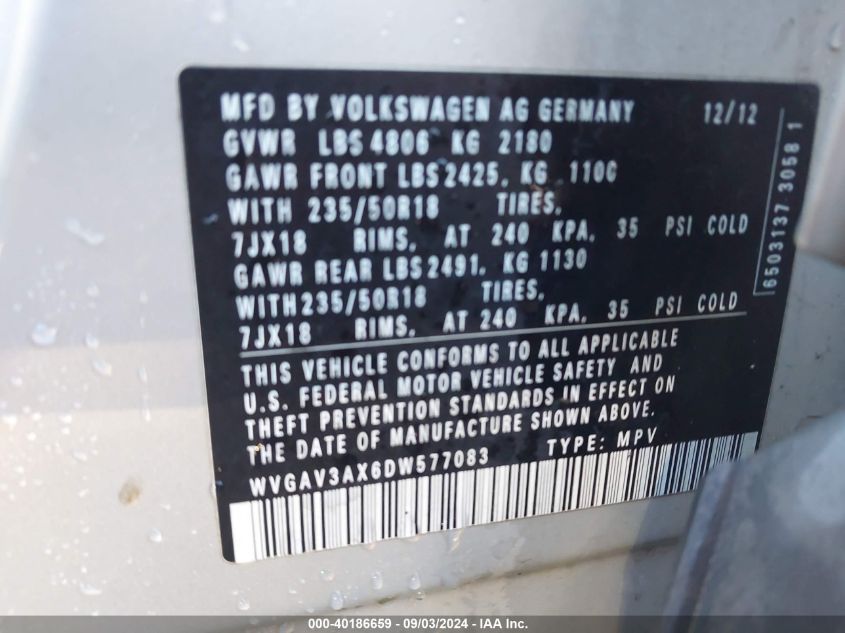 MFD BY VOLKSWAGEN AG GERMANY 12/12
GVWR LBS 4806 KG 2180
GAWR FRONT LBS 2425, KG 1100
WITH 235/50R18 TIRES,
7JX18 RIMS, AT 240 KPA, 35 PSI COLD
GAWR REAR LBS 2491, KG 1130
WITH 235/50R18 TIRES,
7JX18 RIMS, AT 240 KPA, 35 PSI COLD
THIS VEHICLE CONFORMS TO ALL APPLICABLE
U.S. FEDERAL MOTOR VEHICLE SAFETY AND
THEFT PREVENTION STANDARDS IN EFFECT ON
THE DATE OF MANUFACTURE SHOWN ABOVE.
WVGAV3AX6DW577083 TYPE: MPV
65031373058 1
000-40186659 - 09/03/2024 - IAA Inc.